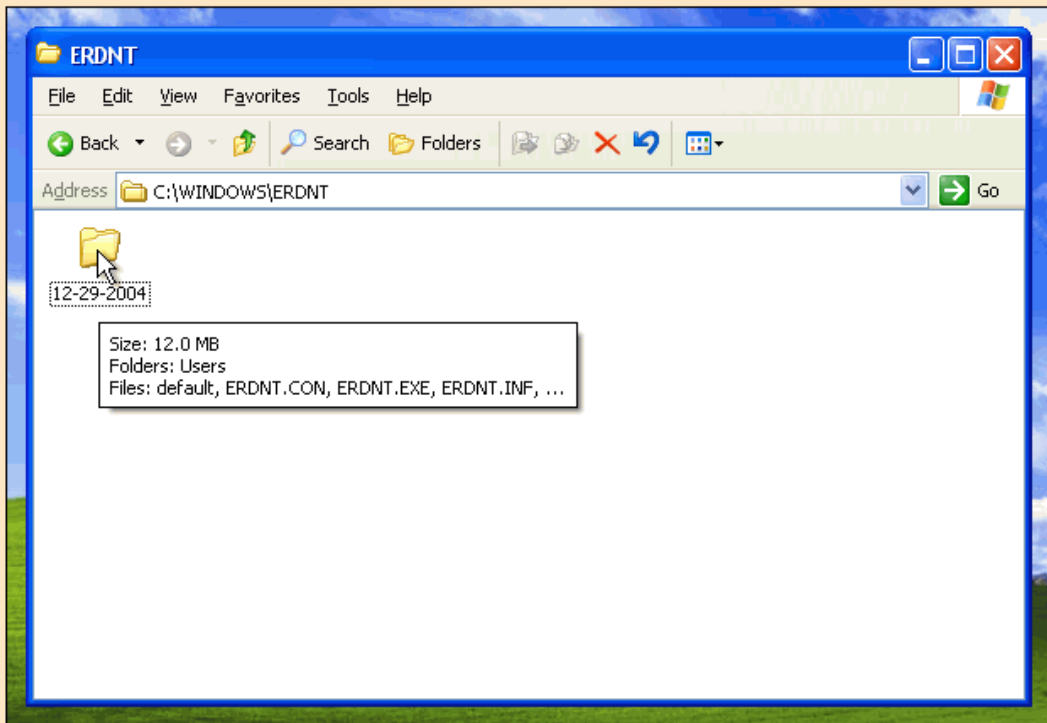 ERDNT
File Edit View Favorites Tools Help
Back Search Folders
Address C:\WINDOWS\ERDNT Go
12-29-2004
Size: 12.0 MB
Folders: Users
Files: default, ERDNT.CON, ERDNT.EXE, ERDNT.INF, ...